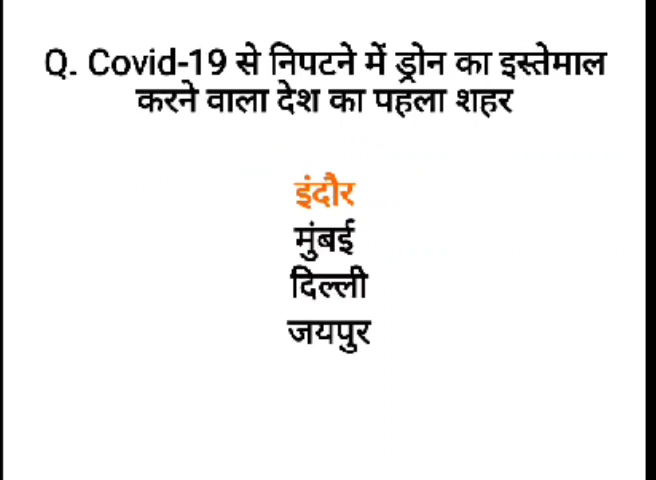 Q. Covid-19 से निपटने में ड्रोन का इस्तेमाल
करने वाला देश का पहला शहर
इंदौर
मुंबई
दिल्ली
जयपुर